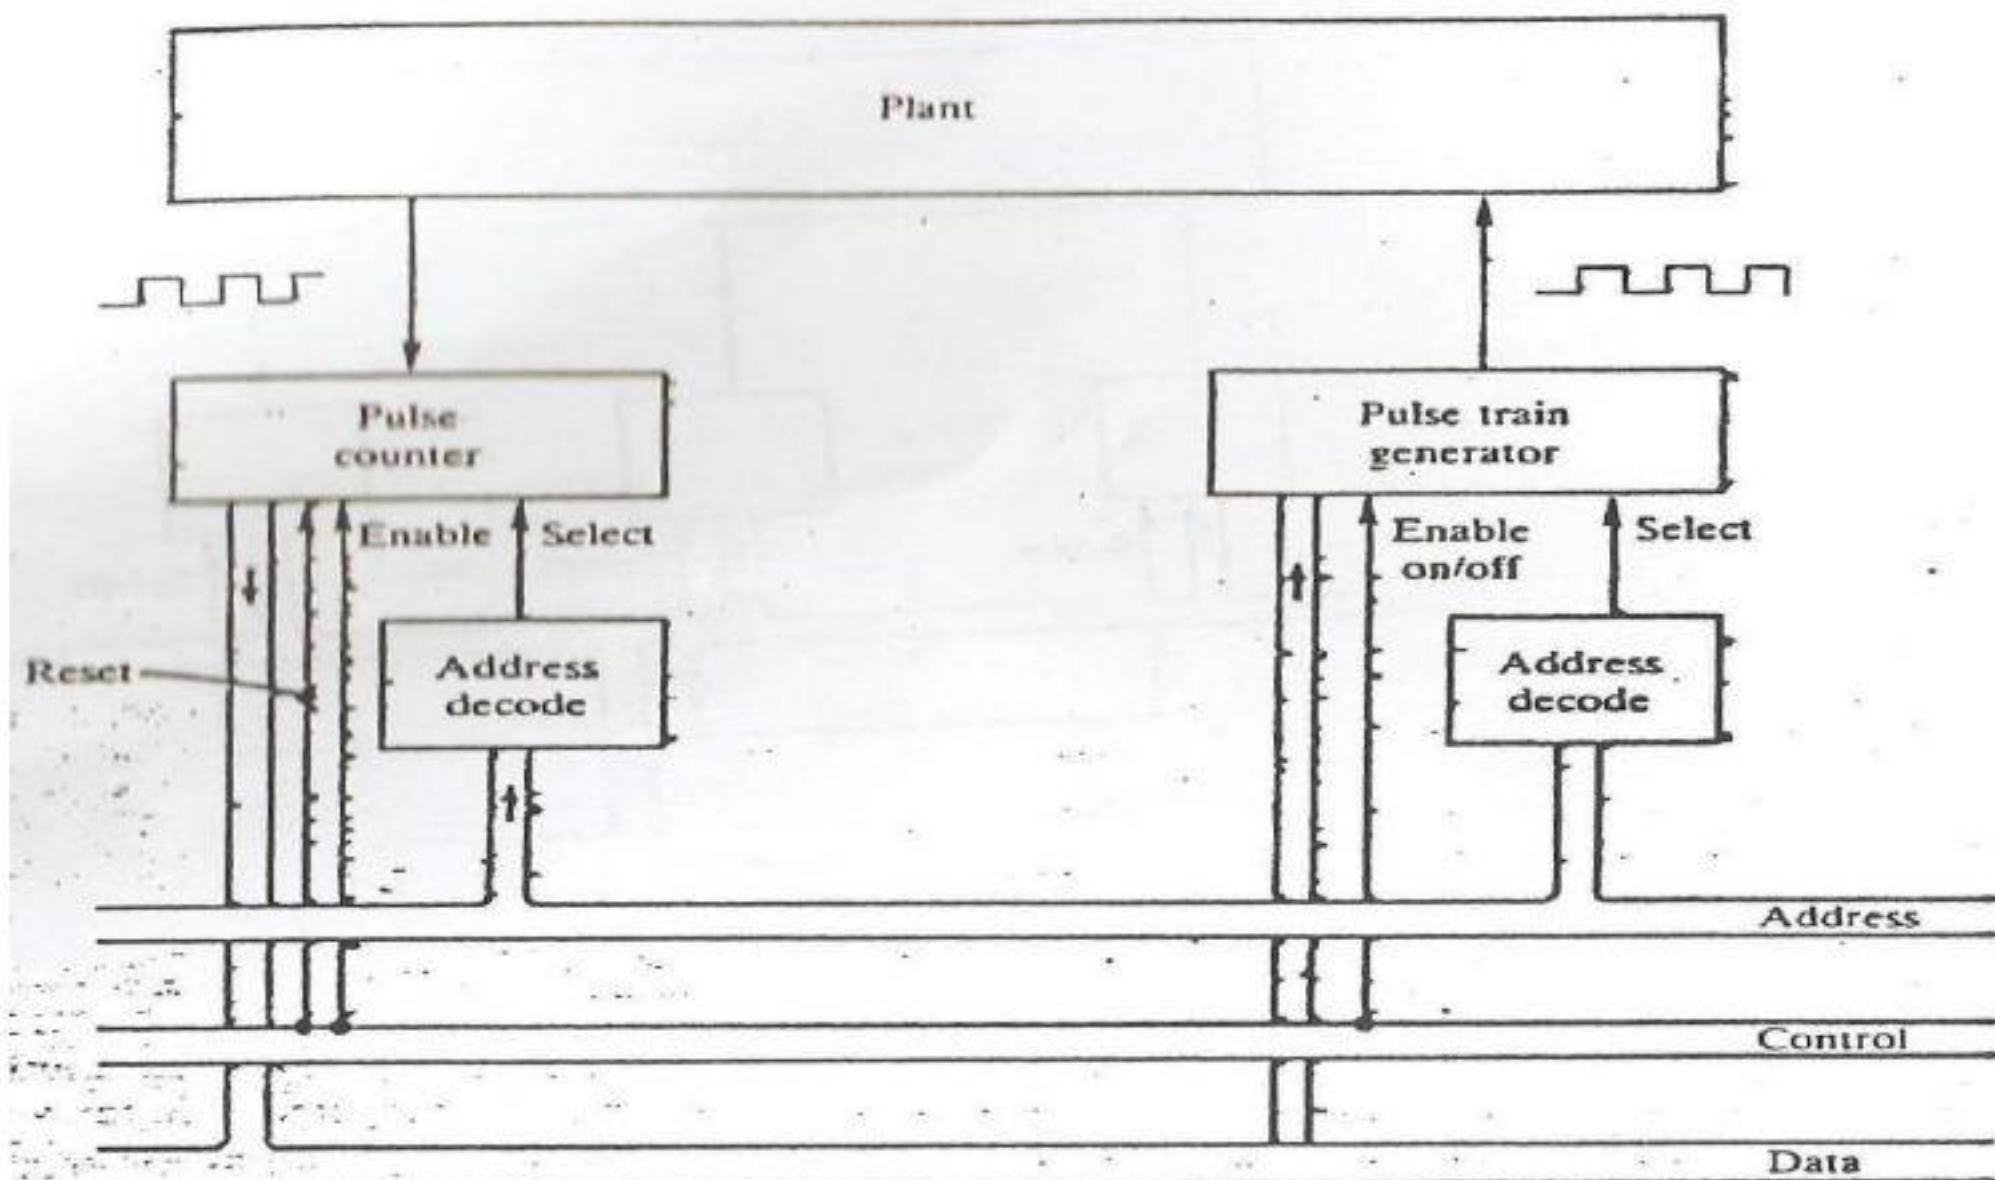 Plant
Pulse
counter
Pulse train
generator
Enable
Select
Enable
on/off
Select
Reset
Address
decode
Address
decode
Address
Control
Data